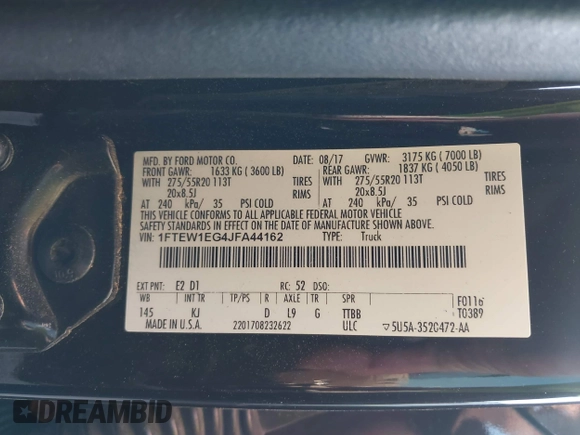 MFD. BY FORD MOTOR CO. DATE: 08/17 GVWR: 3175 KG ( 7000 LB)
FRONT GAWR: 1633 KG ( 3600 LB) REAR GAWR: 1837 KG ( 4050 LB)
WITH 275/55R20 113T TIRES WITH 275/55R20 113T TIRES
20x8.5J RIMS 20x8.5J RIMS
AT 240 kPa/ 35 PSI COLD AT 240 kPa/ 35 PSI COLD
THIS VEHICLE CONFORMS TO ALL APPLICABLE FEDERAL MOTOR VEHICLE
SAFETY STANDARDS IN EFFECT ON THE DATE OF MANUFACTURE SHOWN ABOVE.
VIN: 1FTEW1EG4JFA44162 TYPE: Truck
EXT PNT: E2 D1 RC: 52 DSO:
WB INT TR TP/PS R AXLE TR SPR F0116
145 KJ D L9 G TTBB T0389
MADE IN U.S.A. 2201708232622 ULC 5U5A-3520472-AA
DREAMBID